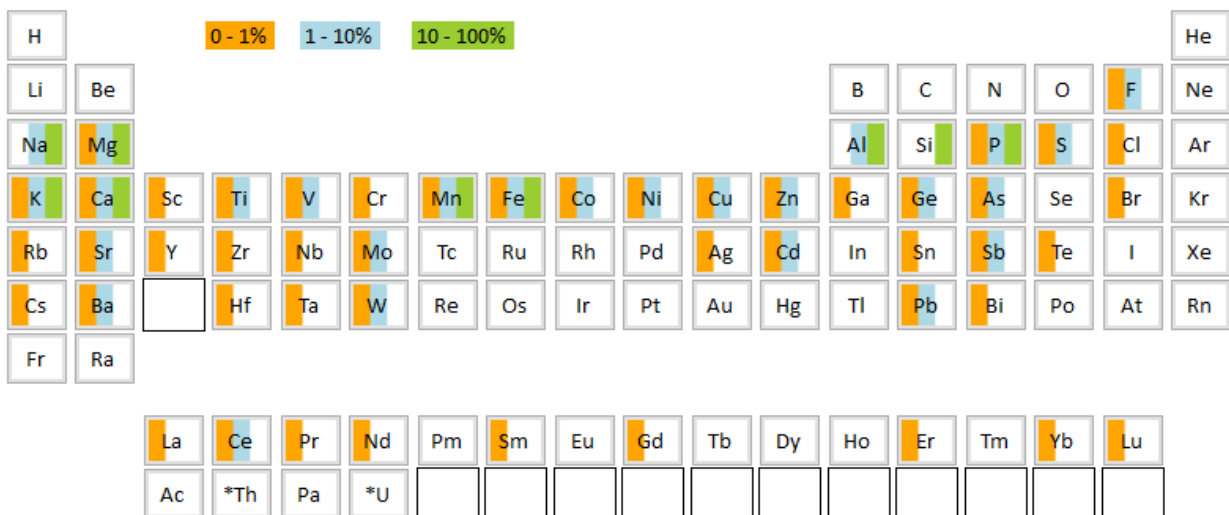 H 0 - 1% 1 - 10% 10 - 100% He
Li Be B C N O F Ne
Na Mg Al Si P S Cl Ar
K Ca Sc Ti V Cr Mn Fe Co Ni Cu Zn Ga Ge As Se Br Kr
Rb Sr Y Zr Nb Mo Tc Ru Rh Pd Ag Cd In Sn Sb Te I Xe
Cs Ba Hf Ta W Re Os Ir Pt Au Hg Tl Pb Bi Po At Rn
Fr Ra
La Ce Pr Nd Pm Sm Eu Gd Tb Dy Ho Er Tm Yb Lu
Ac *Th Pa *U